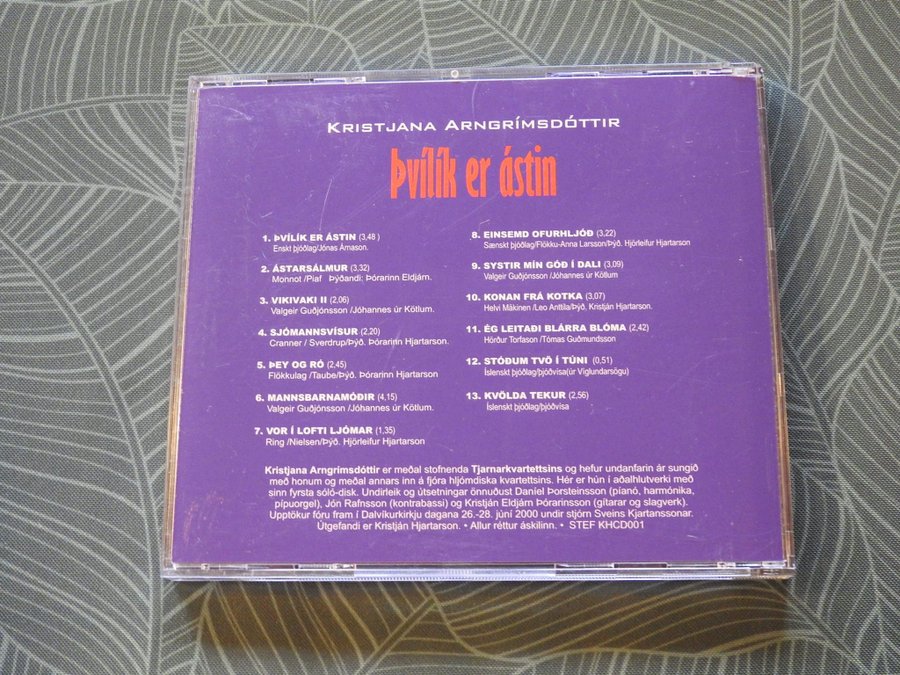 KRISTJANA ARNGRÍMSDÓTTIR
Þvílík er ástin
1. ÞVÍLÍK ER ÁSTIN (3,48 )
Enskt þjóðlag/Jónas Árnason.
2. ÁSTARSÁLMUR (3,32)
Monnot /Piaf Þýðandi: Þórarinn Eldjárn.
3. VIKIVAKI II (2,06)
Valgeir Guðjónsson /Jóhannes úr Kötlum.
4. SJÓMANNSVÍSUR (2,20)
Cranner / Sverdrup/Þýð. Þórarinn Hjartarson.
5. ÞEY OG RÓ (2,45)
Flökkulag /Taube/Þýð. Þórarinn Hjartarson
6. MANNSBARNAMÓÐIR (4,15)
Valgeir Guðjónsson /Jóhannes úr Kötlum.
7. VOR Í LOFTI LJÓMAR (1,35)
Ring /Nielsen/Þýð. Hjörleifur Hjartarson
8. EINSEMD OFURHLJÓÐ (3,22)
Sænskt þjóðlag/Flökku-Anna Larsson/Þýð. Hjörleifur Hjartarson
9. SYSTIR MÍN GÓÐ Í DALI (3,09)
Valgeir Guðjónsson /Jóhannes úr Kötlum
10. KONAN FRÁ KOTKA (3,07)
Helvi Mäkinen /Leo Anttila/Þýð. Kristján Hjartarson.
11. ÉG LEITAÐI BLÁRRA BLÓMA (2,42)
Hörður Torfason /Tómas Guðmundsson
12. STÓÐUM TVÖ Í TÚNI (0,51)
Íslenskt þjóðlag/þjóðvísa(úr Víglundarsögu)
13. KVÖLDA TEKUR (2,56)
Íslenskt þjóðlag/þjóðvísa
Kristjana Arngrímsdóttir er meðal stofnenda Tjarnarkvartettsins og hefur undanfarin ár sungið
með honum og meðal annars inn á fjóra hljómdiska kvartettsins. Hér er hún í aðalhlutverki með
sinn fyrsta sóló-disk. Undirleik og útsetningar önnuðust Daníel Þorsteinsson (píanó, harmónika,
pípuorgel), Jón Rafnsson (kontrabassi) og Kristján Eldjárn Þórarinsson (gítarar og slagverk).
Upptökur fóru fram í Dalvíkurkirkju dagana 26.-28. júní 2000 undir stjórn Sveins Kjartanssonar.
Útgefandi er Kristján Hjartarson. • Allur réttur áskilinn. • STEF KHCD001